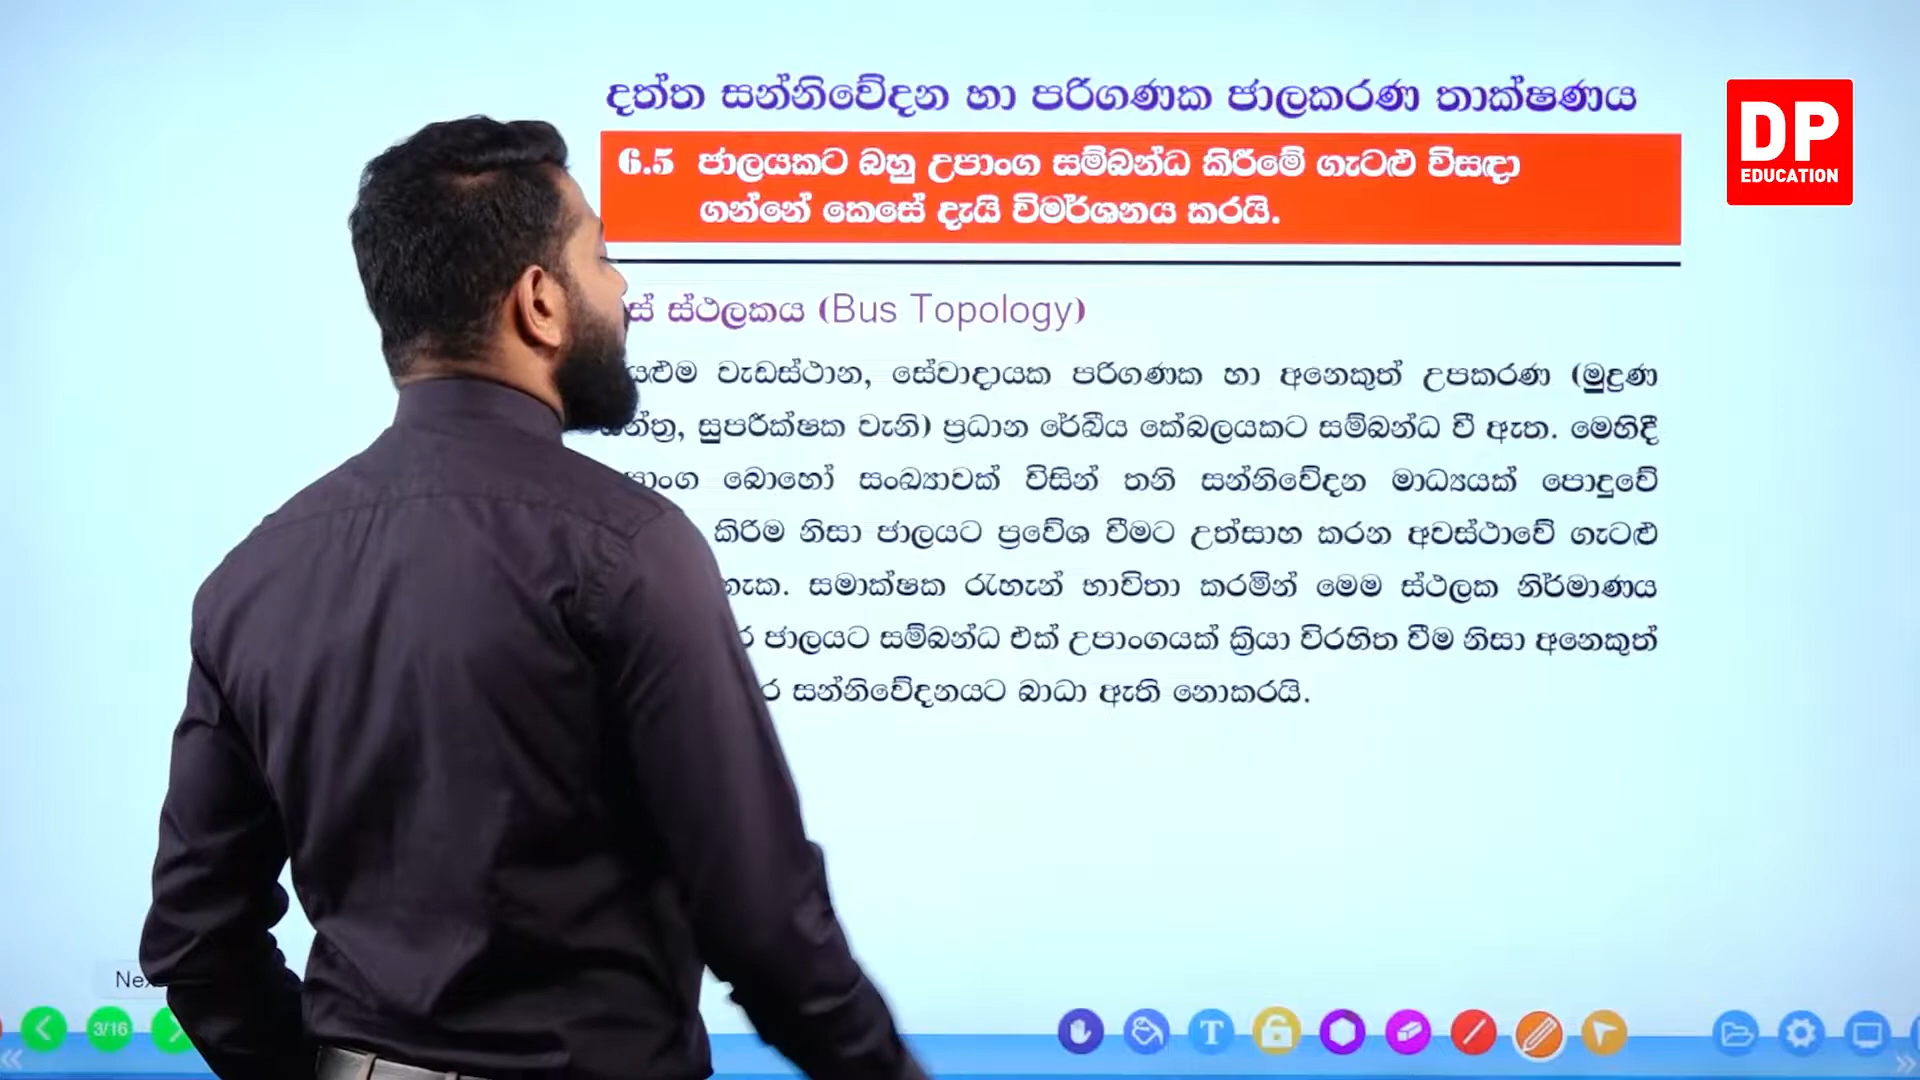 දත්ත සන්නිවේදන හා පරිගණක ජාලකරණ තාක්ෂණය
DP
EDUCATION
6.5 ජාලයකට බහු උපාංග සම්බන්ධ කිරීමේ ගැටළු විසඳා
ගන්නේ කෙසේ දැයි විමර්ශනය කරයි.
ස්ථලකය (Bus Topology)
වැඩස්ථාන, සේවාදායක පරිගණක හා අනෙකුත් උපකරණ (මුද්‍රණ
සුපරීක්ෂක වැනි) ප්‍රධාන රේඛීය කේබලයකට සම්බන්ධ වී ඇත. මෙහිදී
බොහෝ සංඛ්‍යාවක් විසින් තනි සන්නිවේදන මාධ්‍යයක් පොදුවේ
කිරිම නිසා ජාලයට ප්‍රවේශ වීමට උත්සාහ කරන අවස්ථාවේ ගැටළු
හැක. සමාක්ෂක රැහැන් භාවිතා කරමින් මෙම ස්ථලක නිර්මාණය
ජාලයට සම්බන්ධ එක් උපාංගයක් ක්‍රියා විරහිත වීම නිසා අනෙකුත්
සන්නිවේදනයට බාධා ඇති නොකරයි.
3/16
T